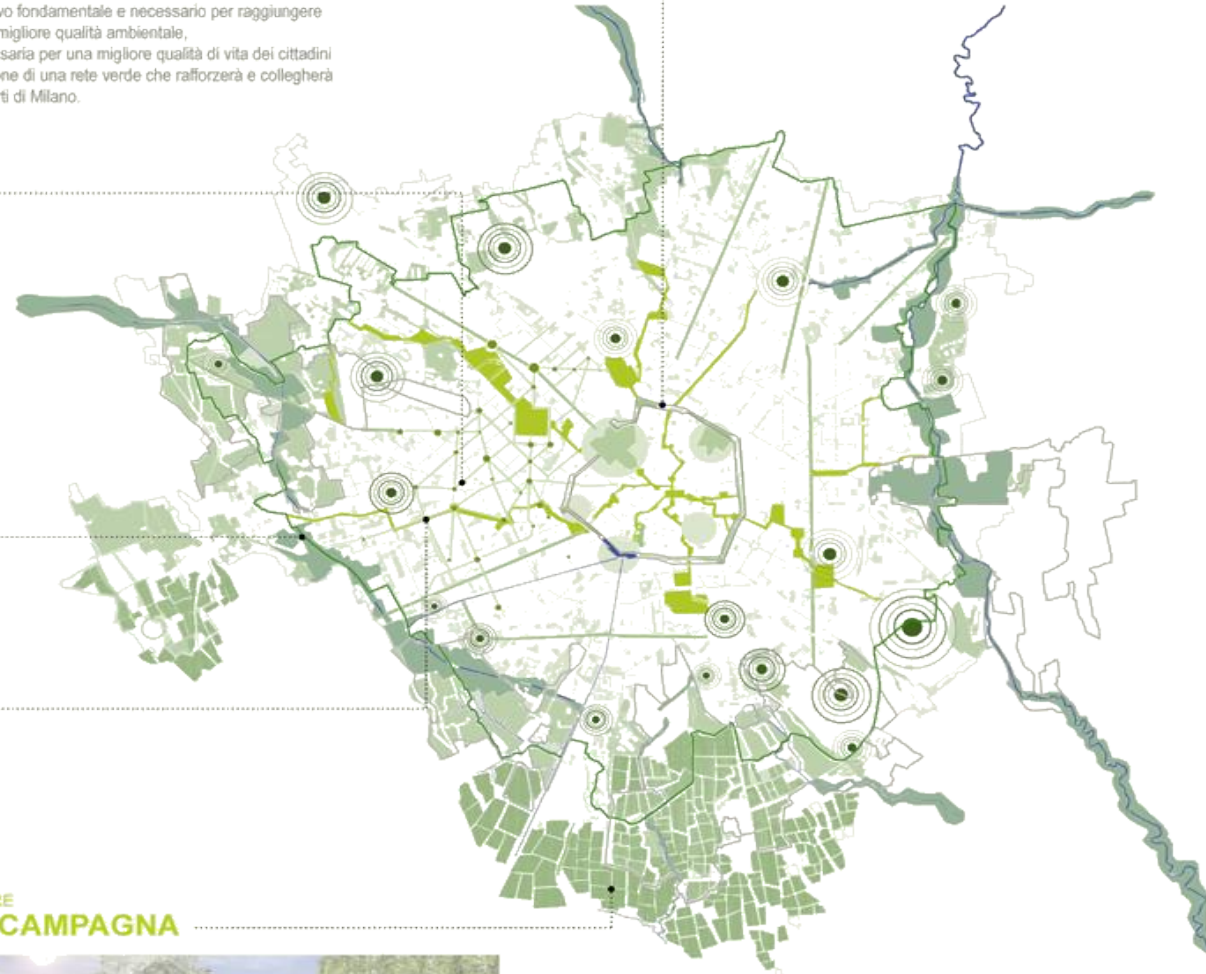 vo fondamentale e necessario per raggiungere
migliore qualità ambientale,
saria per una migliore qualità di vita dei cittadini
one di una rete verde che rafforzerà e collegherà
rti di Milano.
RE
CAMPAGNA